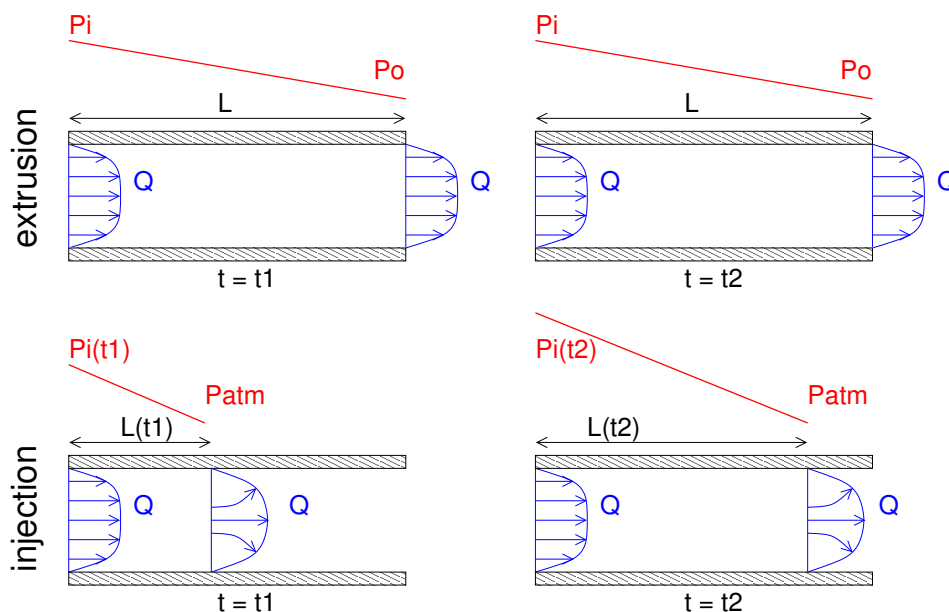 extrusion
Pi
Po
L
Q
Q
t = t1
Pi
Po
L
Q
Q
t = t2
injection
Pi(t1)
Patm
L(t1)
Q
Q
t = t1
Pi(t2)
Patm
L(t2)
Q
Q
t = t2